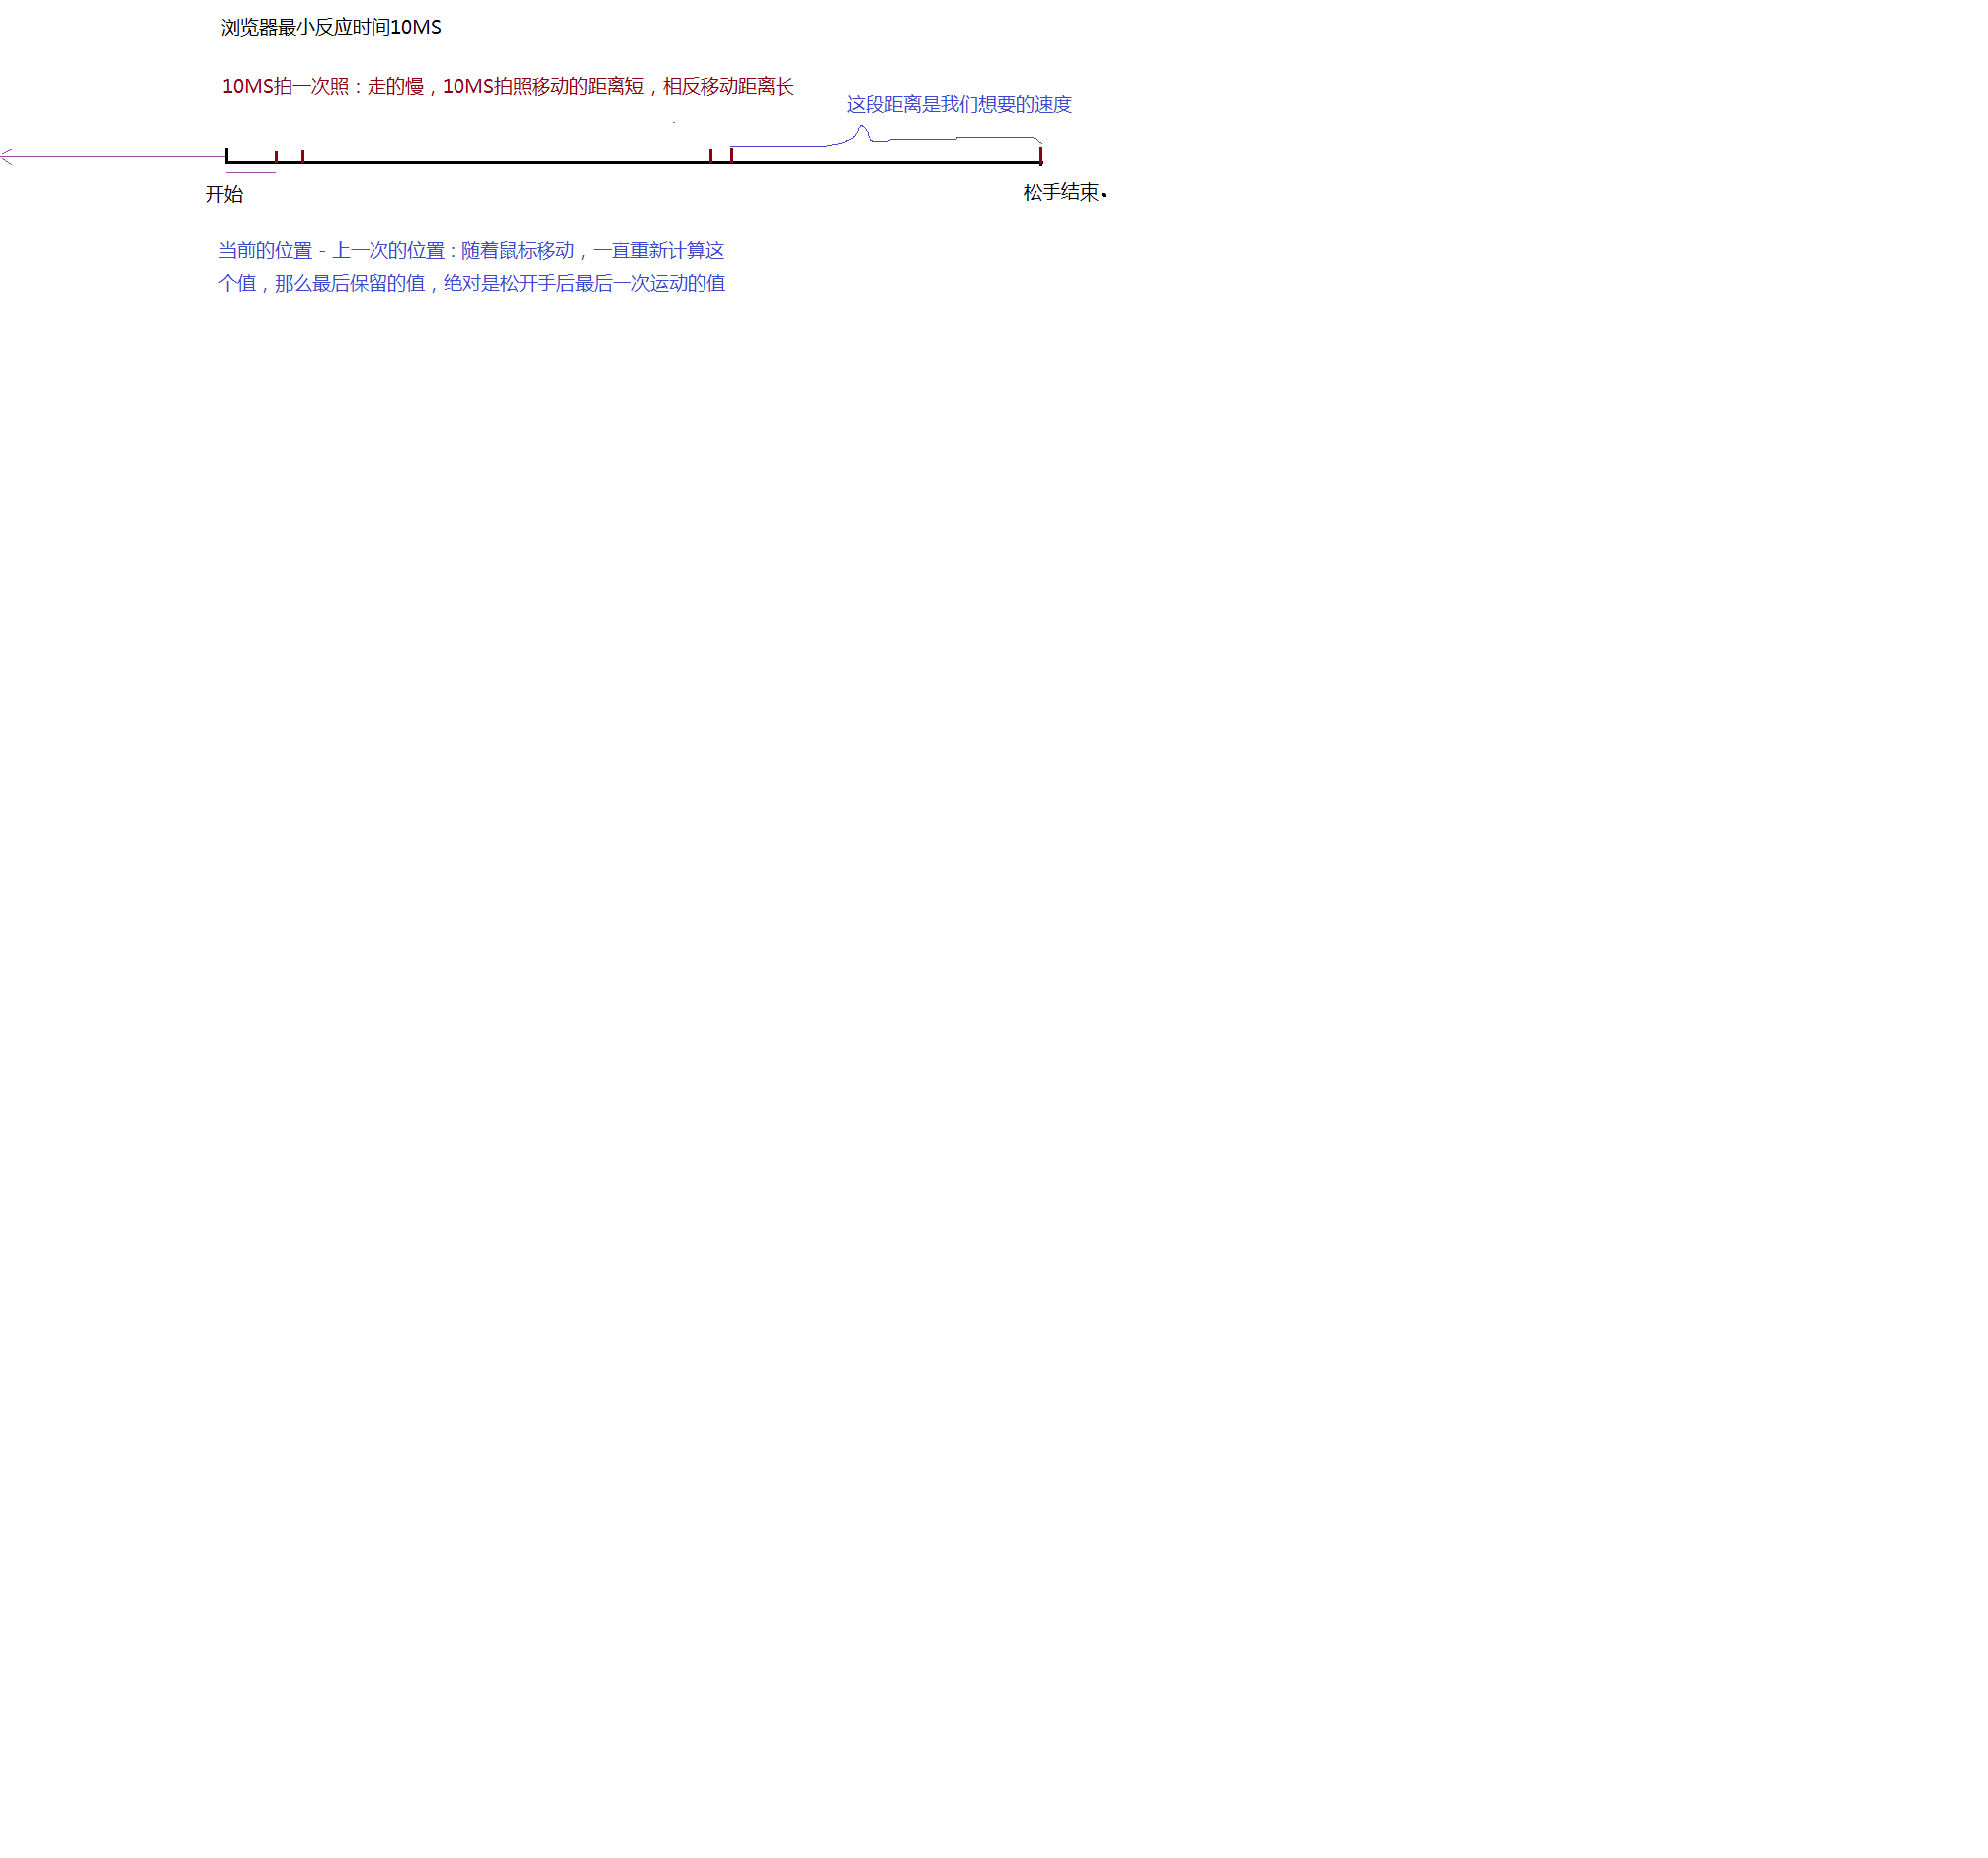 浏览器最小反应时间10MS
10MS拍一次照：走的慢，10MS拍照移动的距离短，相反移动距离长
这段距离是我们想要的速度
开始
松手结束.
当前的位置 - 上一次的位置：随着鼠标移动，一直重新计算这
个值，那么最后保留的值，绝对是松开手后最后一次运动的值